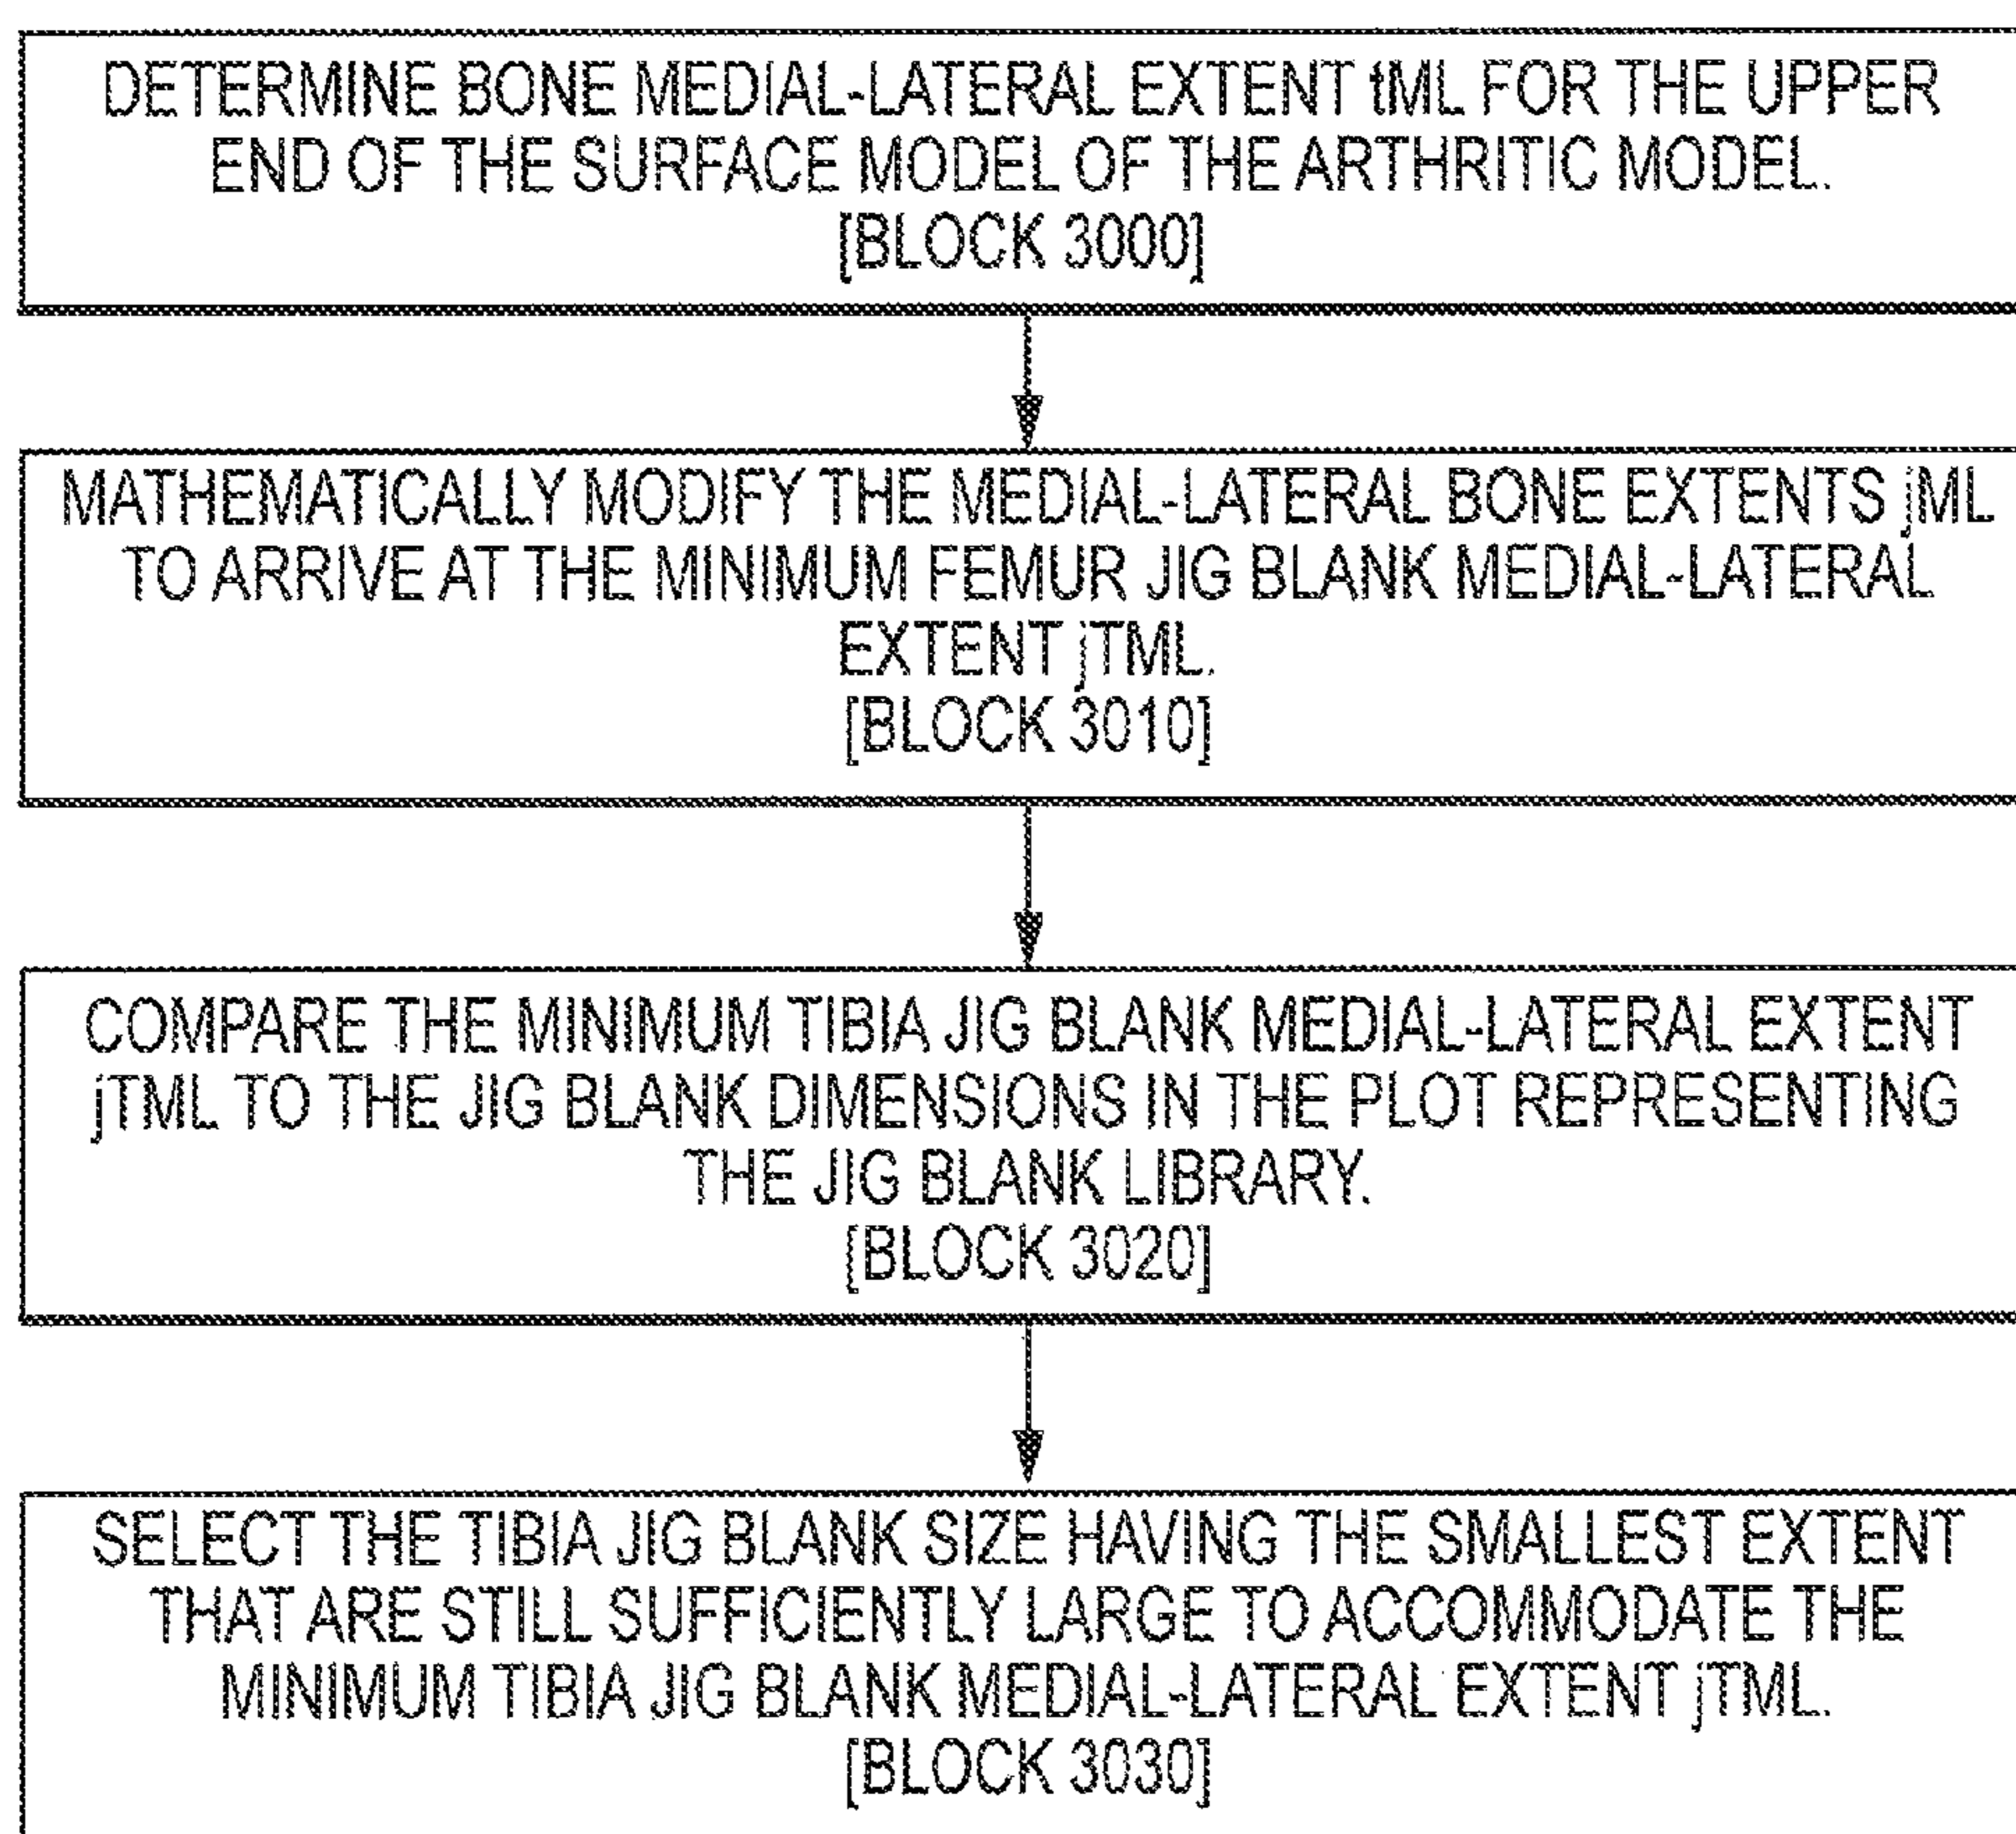 DETERMINE BONE MEDIAL-LATERAL EXTENT tML FOR THE UPPER
END OF THE SURFACE MODEL OF THE ARTHRITIC MODEL.
[BLOCK 3000]
MATHEMATICALLY MODIFY THE MEDIAL-LATERAL BONE EXTENTS jML
TO ARRIVE AT THE MINIMUM FEMUR JIG BLANK MEDIAL-LATERAL
EXTENT jTML.
[BLOCK 3010]
COMPARE THE MINIMUM TIBIA JIG BLANK MEDIAL-LATERAL EXTENT
jTML TO THE JIG BLANK DIMENSIONS IN THE PLOT REPRESENTING
THE JIG BLANK LIBRARY.
[BLOCK 3020]
SELECT THE TIBIA JIG BLANK SIZE HAVING THE SMALLEST EXTENT
THAT ARE STILL SUFFICIENTLY LARGE TO ACCOMMODATE THE
MINIMUM TIBIA JIG BLANK MEDIAL-LATERAL EXTENT jTML.
[BLOCK 3030]